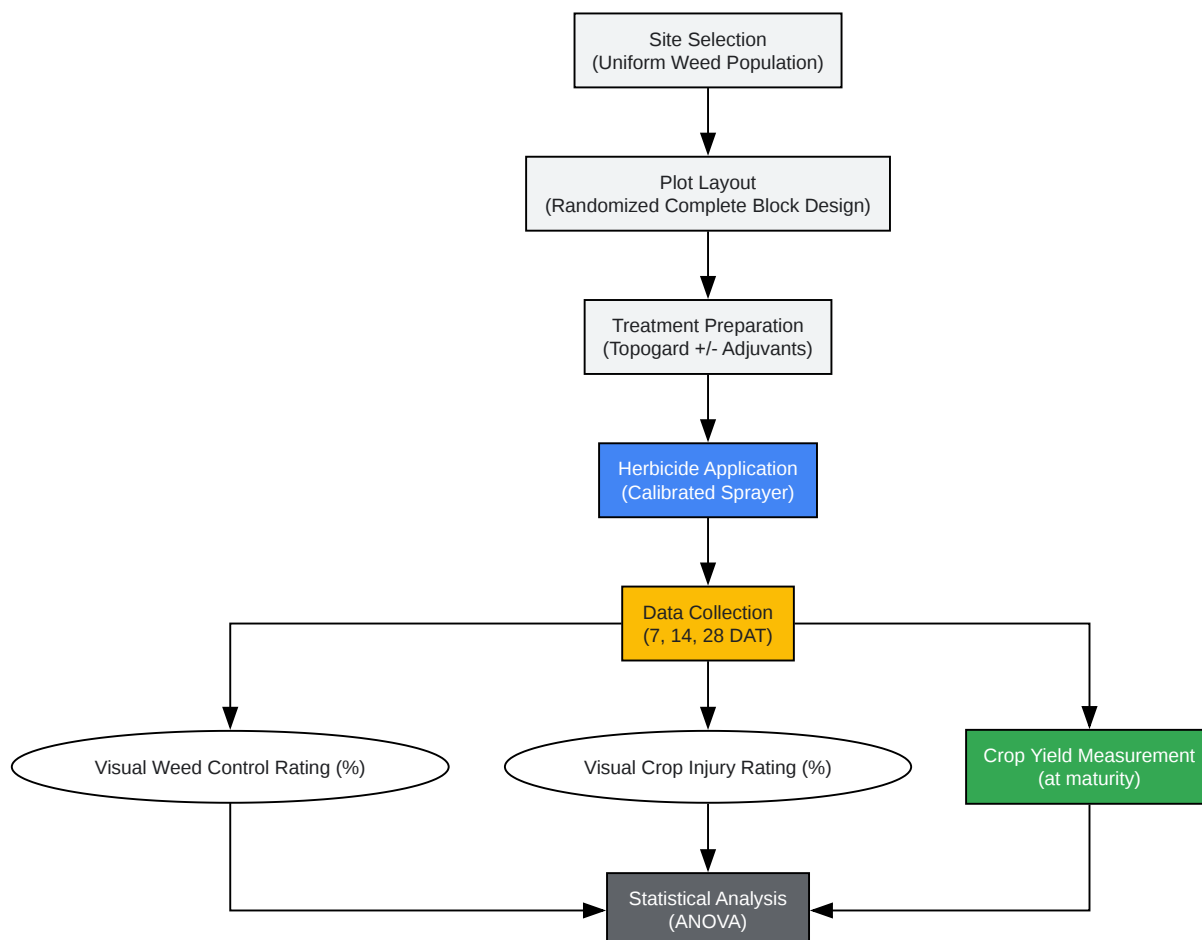 Site Selection
(Uniform Weed Population)
Plot Layout
(Randomized Complete Block Design)
Treatment Preparation
(Topogard +/- Adjuvants)
Herbicide Application
(Calibrated Sprayer)
Data Collection
(7, 14, 28 DAT)
Visual Weed Control Rating (%)
Visual Crop Injury Rating (%)
Crop Yield Measurement
(at maturity)
Statistical Analysis
(ANOVA)